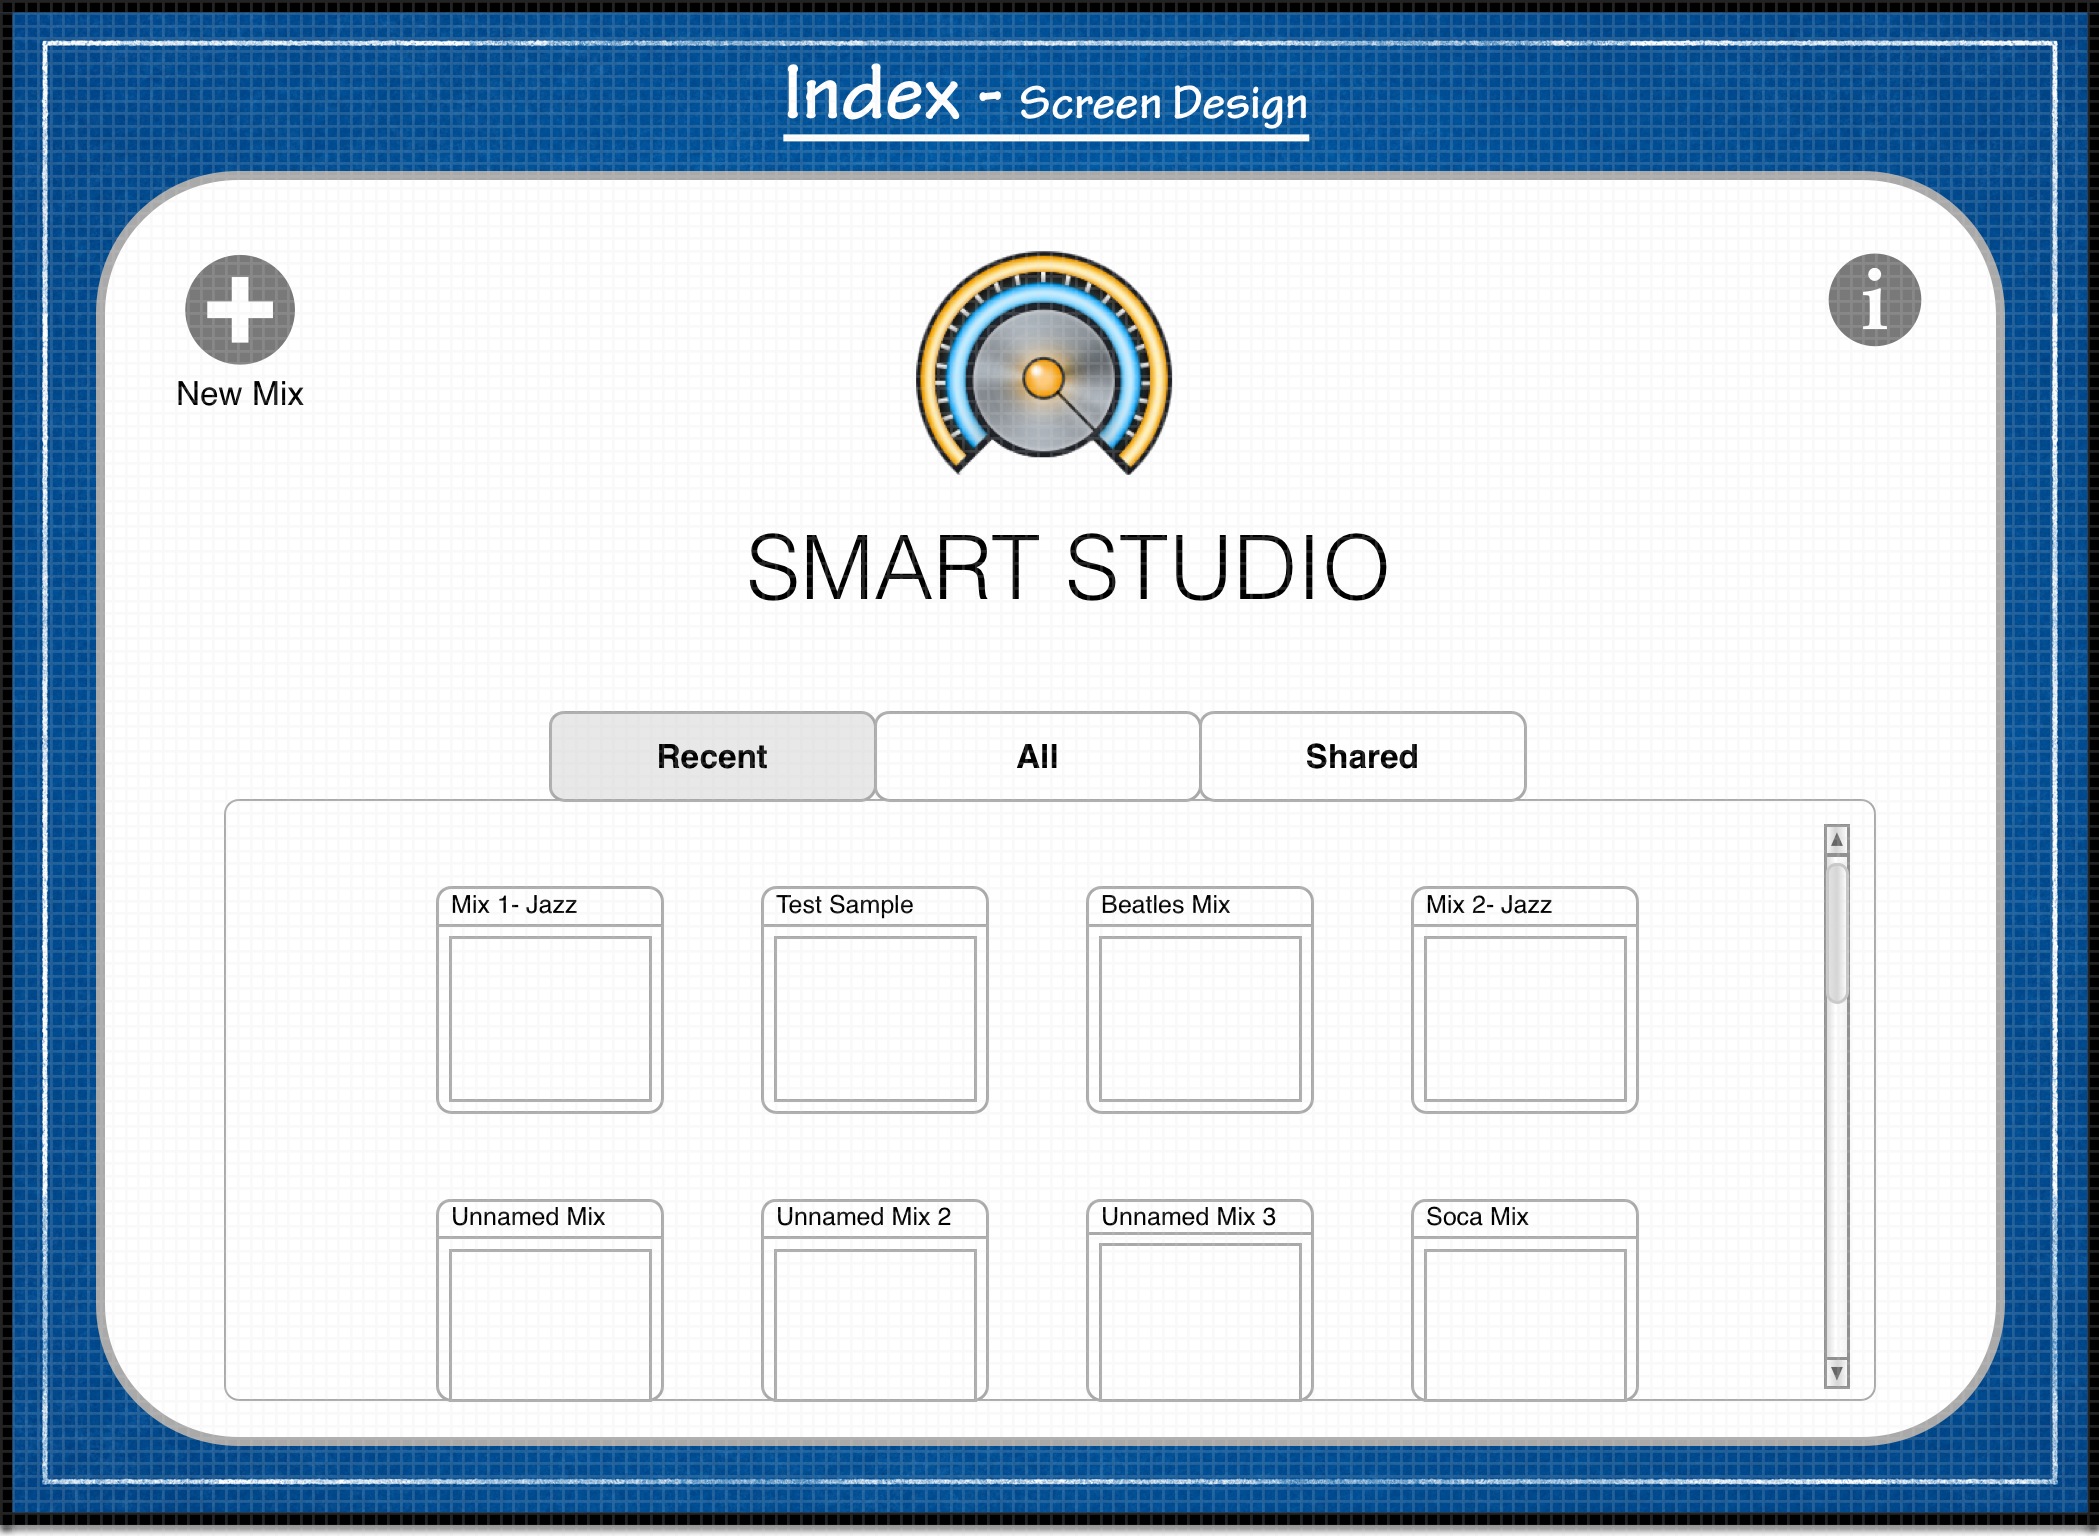 Index - Screen Design
New Mix
i
SMART STUDIO
Recent All Shared
Mix 1- Jazz Test Sample Beatles Mix Mix 2- Jazz
Unnamed Mix Unnamed Mix 2 Unnamed Mix 3 Soca Mix